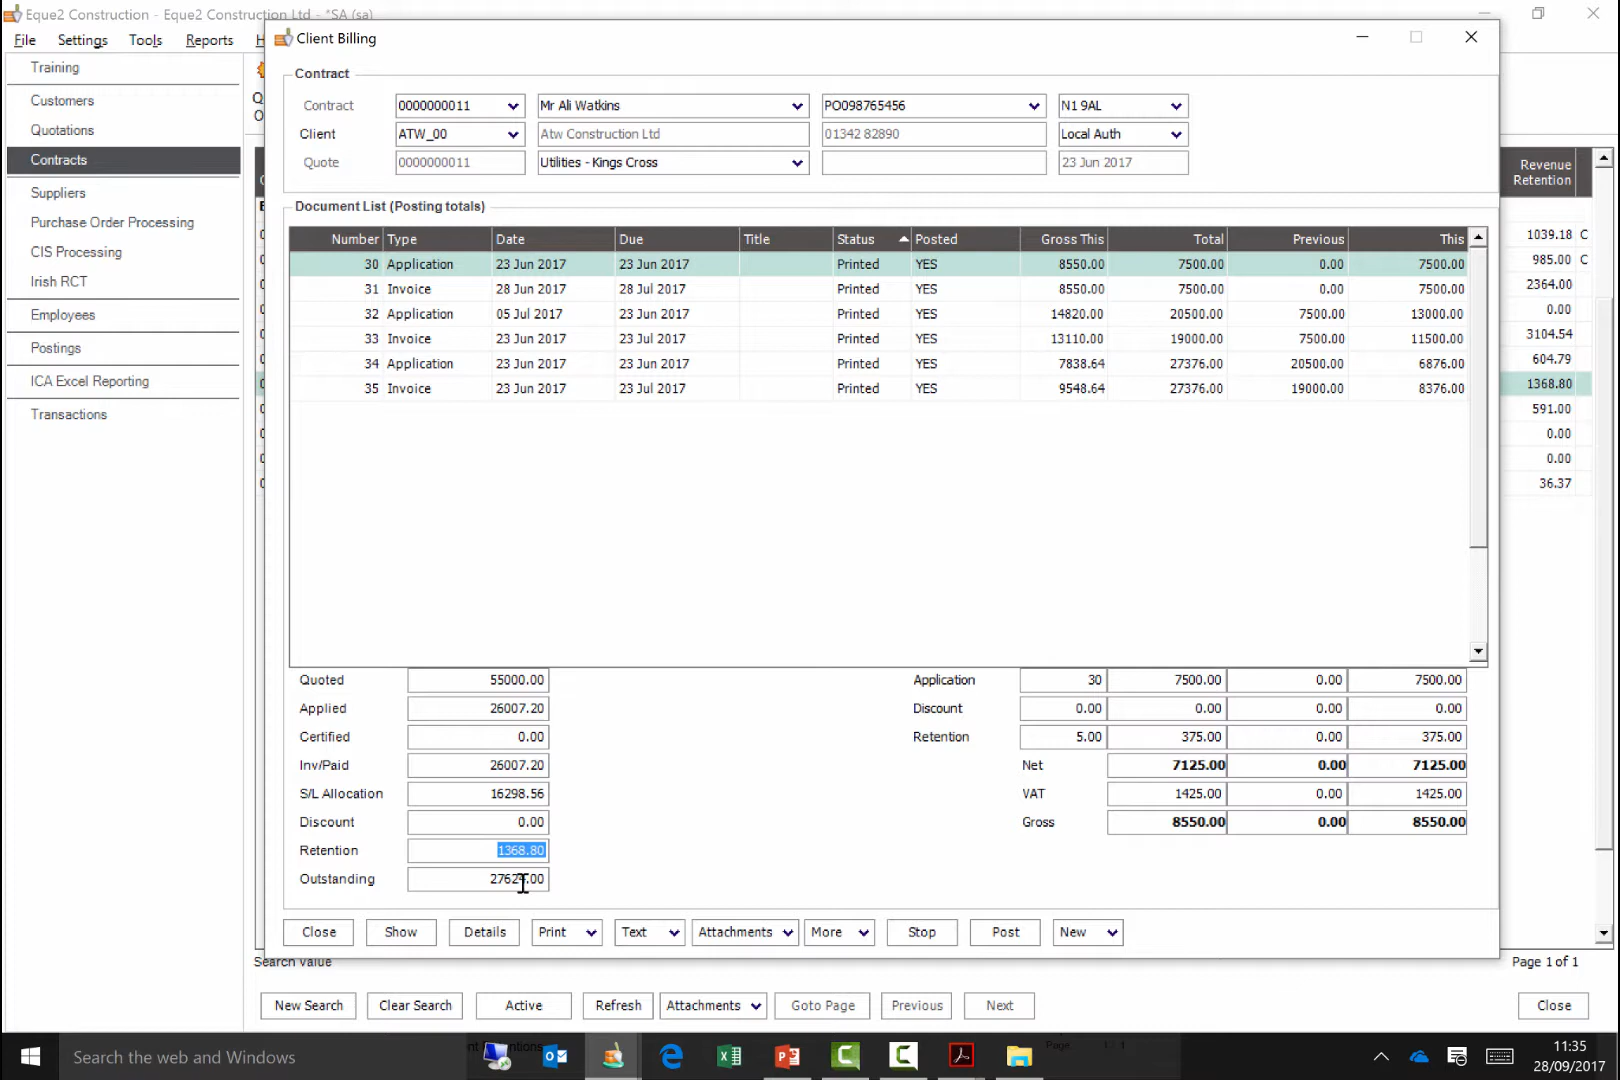 Eque2 Construction - Eque2 Construction Ltd - *SA (sa)
File Settings Tools Reports
Training
Customers
Quotations
Contracts
Suppliers
Purchase Order Processing
CIS Processing
Irish RCT
Employees
Postings
ICA Excel Reporting
Transactions
Client Billing
Contract
Contract 0000000011 Mr Ali Watkins PO098765456 N1 9AL
Client ATW_00 Atw Construction Ltd 01342 82890 Local Auth
Quote 0000000011 Utilities - Kings Cross 23 Jun 2017
Document List (Posting totals)
Number Type Date Due Title Status Posted Gross This Total Previous This
30 Application 23 Jun 2017 23 Jun 2017 Printed YES 8550.00 7500.00 0.00 7500.00
31 Invoice 28 Jun 2017 28 Jul 2017 Printed YES 8550.00 7500.00 0.00 7500.00
32 Application 05 Jul 2017 23 Jun 2017 Printed YES 14820.00 20500.00 7500.00 13000.00
33 Invoice 23 Jun 2017 23 Jul 2017 Printed YES 13110.00 19000.00 7500.00 11500.00
34 Application 23 Jun 2017 23 Jun 2017 Printed YES 7838.64 27376.00 20500.00 6876.00
35 Invoice 23 Jun 2017 23 Jul 2017 Printed YES 9548.64 27376.00 19000.00 8376.00
Quoted 55000.00
Applied 26007.20
Certified 0.00
Inv/Paid 26007.20
S/L Allocation 16298.56
Discount 0.00
Retention 1368.80
Outstanding 27624.00
Application 30 7500.00 0.00 7500.00
Discount 0.00 0.00 0.00 0.00
Retention 5.00 375.00 0.00 375.00
Net 7125.00 0.00 7125.00
VAT 1425.00 0.00 1425.00
Gross 8550.00 0.00 8550.00
Close Show Details Print Text Attachments More Stop Post New
Revenue
Retention
1039.18 C
985.00 C
2364.00
0.00
3104.54
604.79
1368.80
591.00
0.00
0.00
36.37
Search value
Page 1 of 1
New Search Clear Search Active Refresh Attachments Goto Page Previous Next Close
Search the web and Windows
11:35
28/09/2017